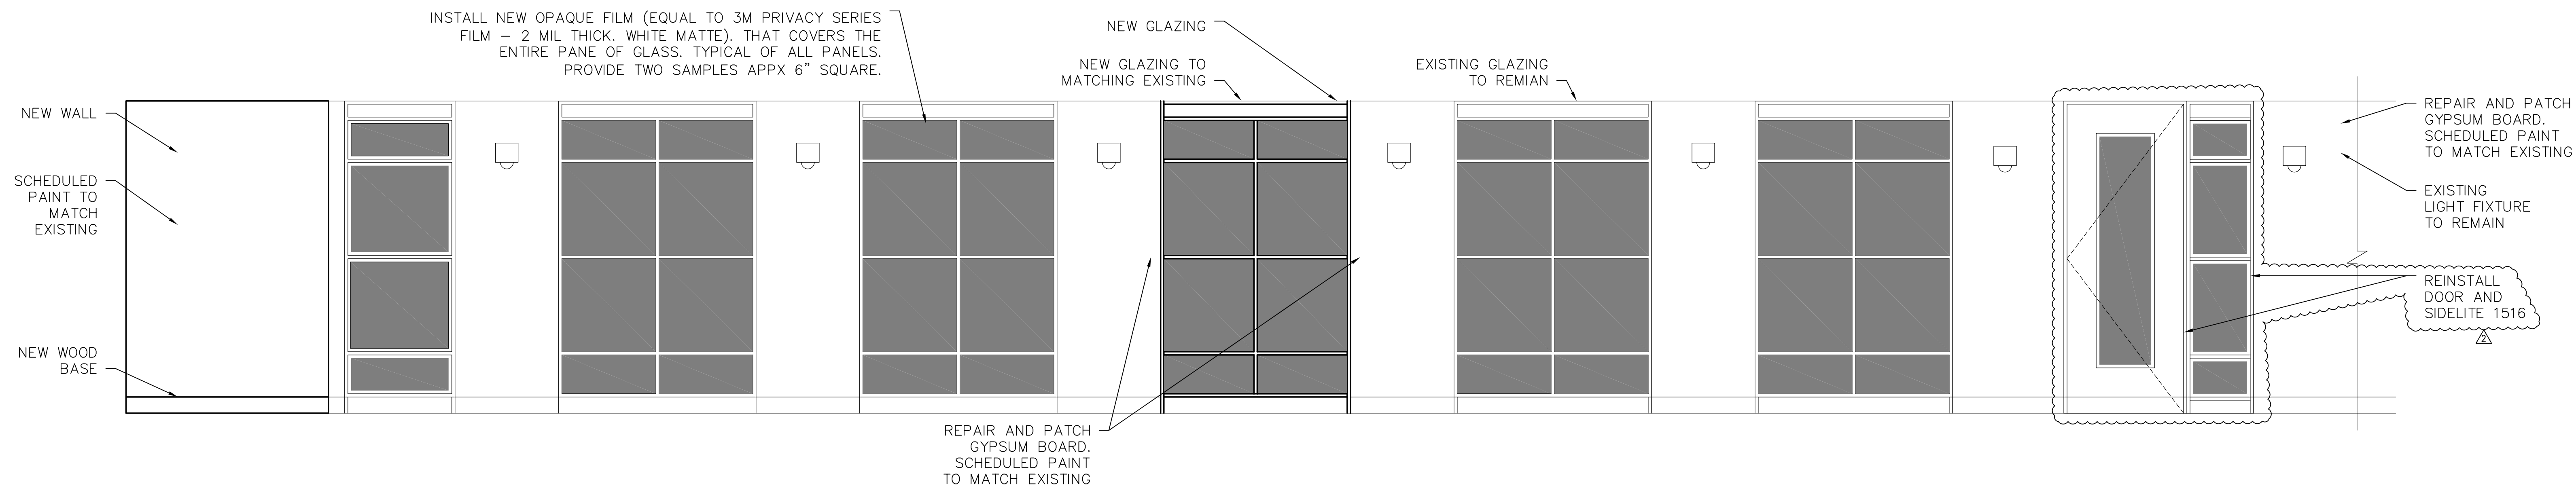 INSTALL NEW OPAQUE FILM (EQUAL TO 3M PRIVACY SERIES
FILM – 2 MIL THICK. WHITE MATTE). THAT COVERS THE
ENTIRE PANE OF GLASS. TYPICAL OF ALL PANELS.
PROVIDE TWO SAMPLES APPX 6" SQUARE.
NEW GLAZING
NEW GLAZING TO
MATCHING EXISTING
EXISTING GLAZING
TO REMIAN
NEW WALL
SCHEDULED
PAINT TO
MATCH
EXISTING
NEW WOOD
BASE
REPAIR AND PATCH
GYPSUM BOARD.
SCHEDULED PAINT
TO MATCH EXISTING
REPAIR AND PATCH
GYPSUM BOARD.
SCHEDULED PAINT
TO MATCH EXISTING
EXISTING
LIGHT FIXTURE
TO REMAIN
REINSTALL
DOOR AND
SIDELITE 1516
2